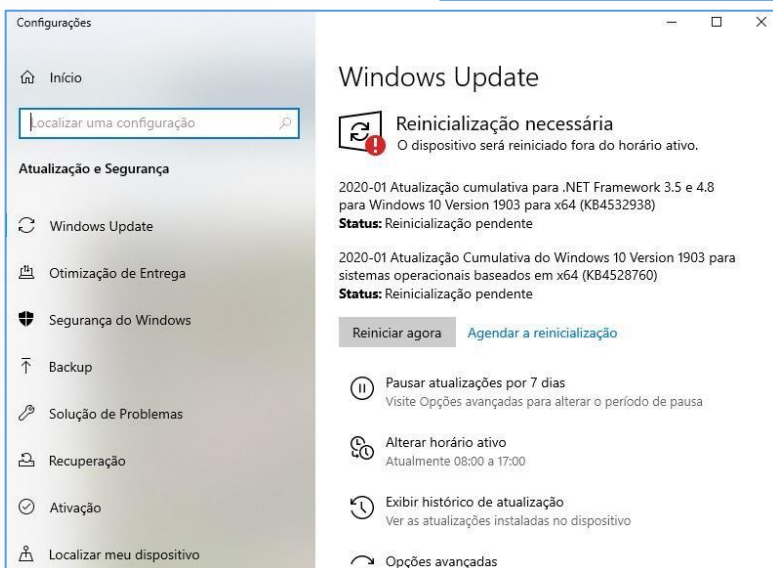 Configurações
Início
Localizar uma configuração
Atualização e Segurança
Windows Update
Otimização de Entrega
Segurança do Windows
Backup
Solução de Problemas
Recuperação
Ativação
Localizar meu dispositivo
Windows Update
Reinicialização necessária
O dispositivo será reiniciado fora do horário ativo.
2020-01 Atualização cumulativa para .NET Framework 3.5 e 4.8
para Windows 10 Version 1903 para x64 (KB4532938)
Status: Reinicialização pendente
2020-01 Atualização Cumulativa do Windows 10 Version 1903 para
sistemas operacionais baseados em x64 (KB4528760)
Status: Reinicialização pendente
Reiniciar agora Agendar a reinicialização
Pausar atualizações por 7 dias
Visite Opções avançadas para alterar o período de pausa
Alterar horário ativo
Atualmente 08:00 a 17:00
Exibir histórico de atualização
Ver as atualizações instaladas no dispositivo
Opções avançadas